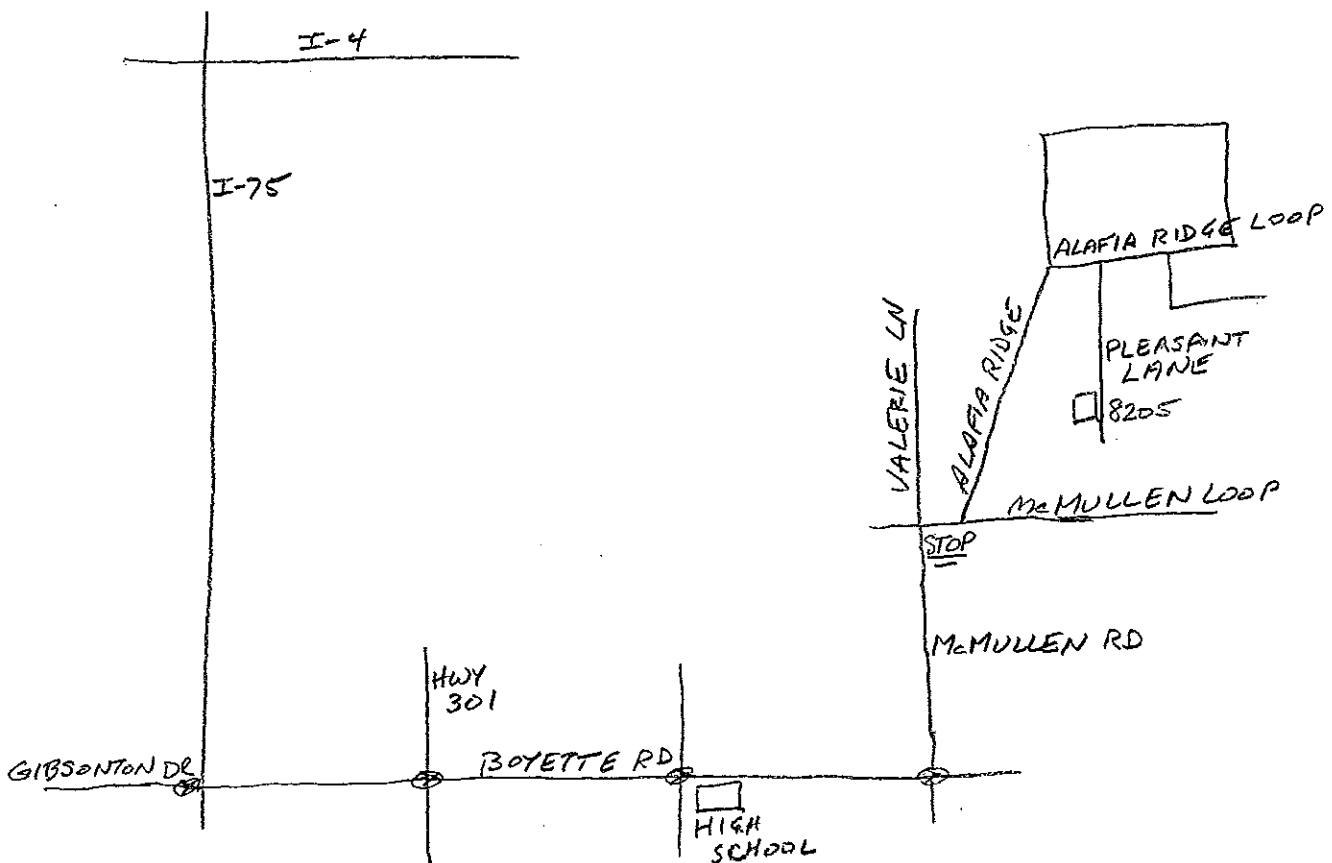 I-4
I-75
ALAFIA RIDGE LOOP
VALERIE LN
ALAFIA RIDGE
PLEASANT
LANE
8205
McMULLEN LOOP
STOP
McMULLEN RD
HWY
301
GIBSONTON DR
BOYETTE RD
HIGH
SCHOOL